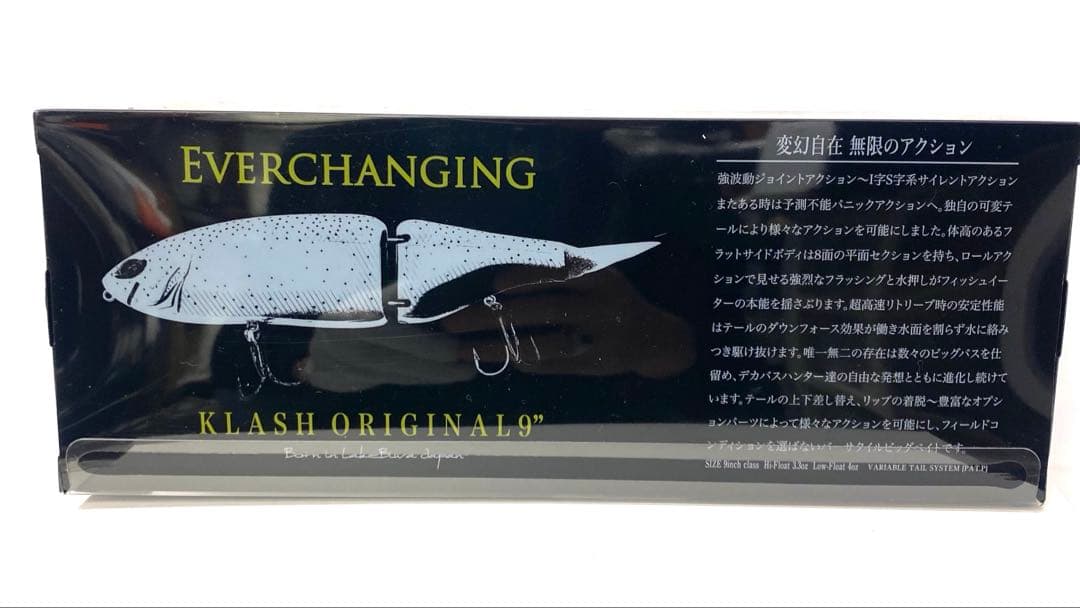 EVERCHANGING
KLASH ORIGINAL 9”
Born in Lake Biwa Japan
変幻自在 無限のアクション
強波動ジョイントアクション〜I字S字系サイレントアクション
またある時は予測不能パニックアクションへ。独自の可変テ
ールにより様々なアクションを可能にしました。体高のあるフ
ラットサイドボディは8面の平面セクションを持ち、ロールアク
ションで見せる強烈なフラッシングと水押しがフィッシュイー
ターの本能を揺さぶります。超高速リトリーブ時の安定性能
はテールのダウンフォース効果が働き水面を割らず水に絡み
つき駆け抜けます。唯一無二の存在は数々のビッグバスを仕
留め、デカバスハンター達の自由な発想とともに進化し続けて
います。テールの上下差し替え、リップの着脱〜豊富なオプシ
ョンパーツによって様々なアクションを可能にし、フィールドコ
ンディションを選ばないバーサタイルビッグベイトです。
SIZE 9inch class Hi-Float 3.3oz Low-Float 4oz VARIABLE TAIL SYSTEM [PAT.P]